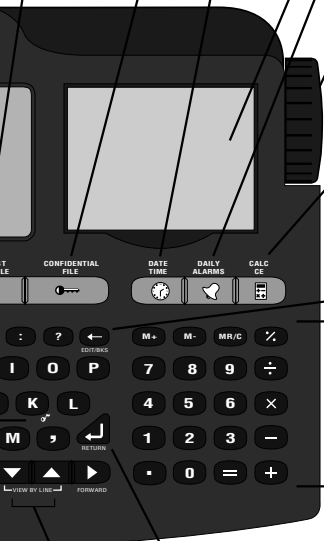 CONFIDENTIAL
FILE
DATE
TIME
DAILY
ALARMS
CALC
CE
: ? ←
EDIT/BKS
M+ M- MR/C %
I O P
7 8 9 ÷
K L
4 5 6 ×
M ,
RETURN
1 2 3 −
VIEW BY LINE
FORWARD
. 0 = +